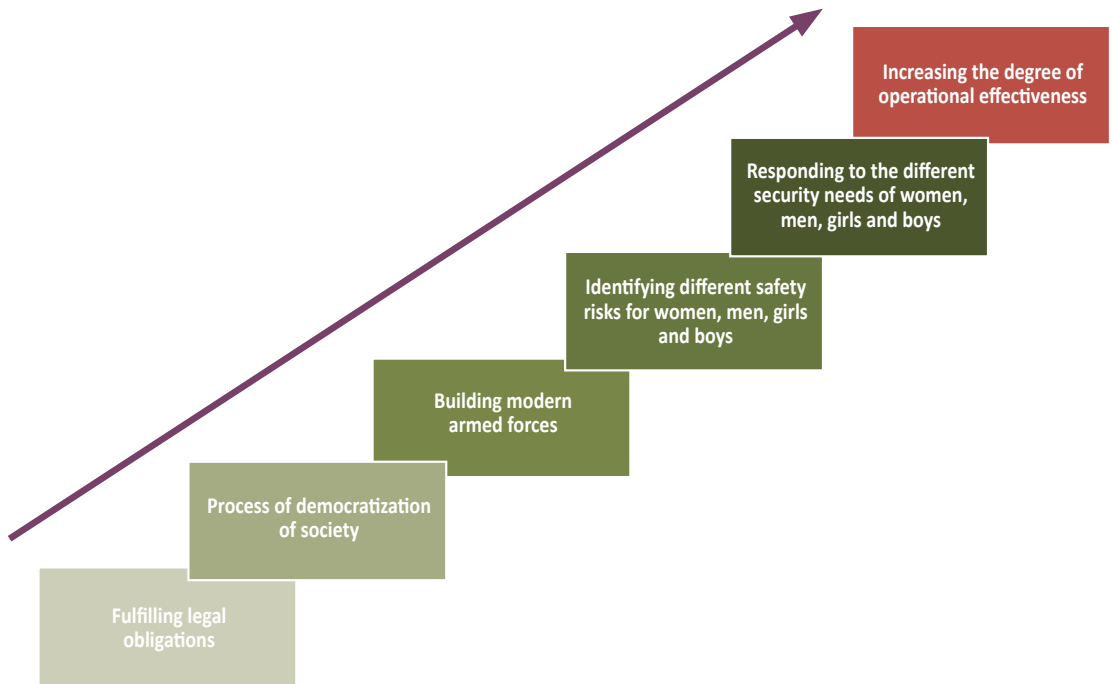 Increasing the degree of
operational effectiveness
Responding to the different
security needs of women,
men, girls and boys
Identifying different safety
risks for women, men, girls
and boys
Building modern
armed forces
Process of democratization
of society
Fulfilling legal
obligations